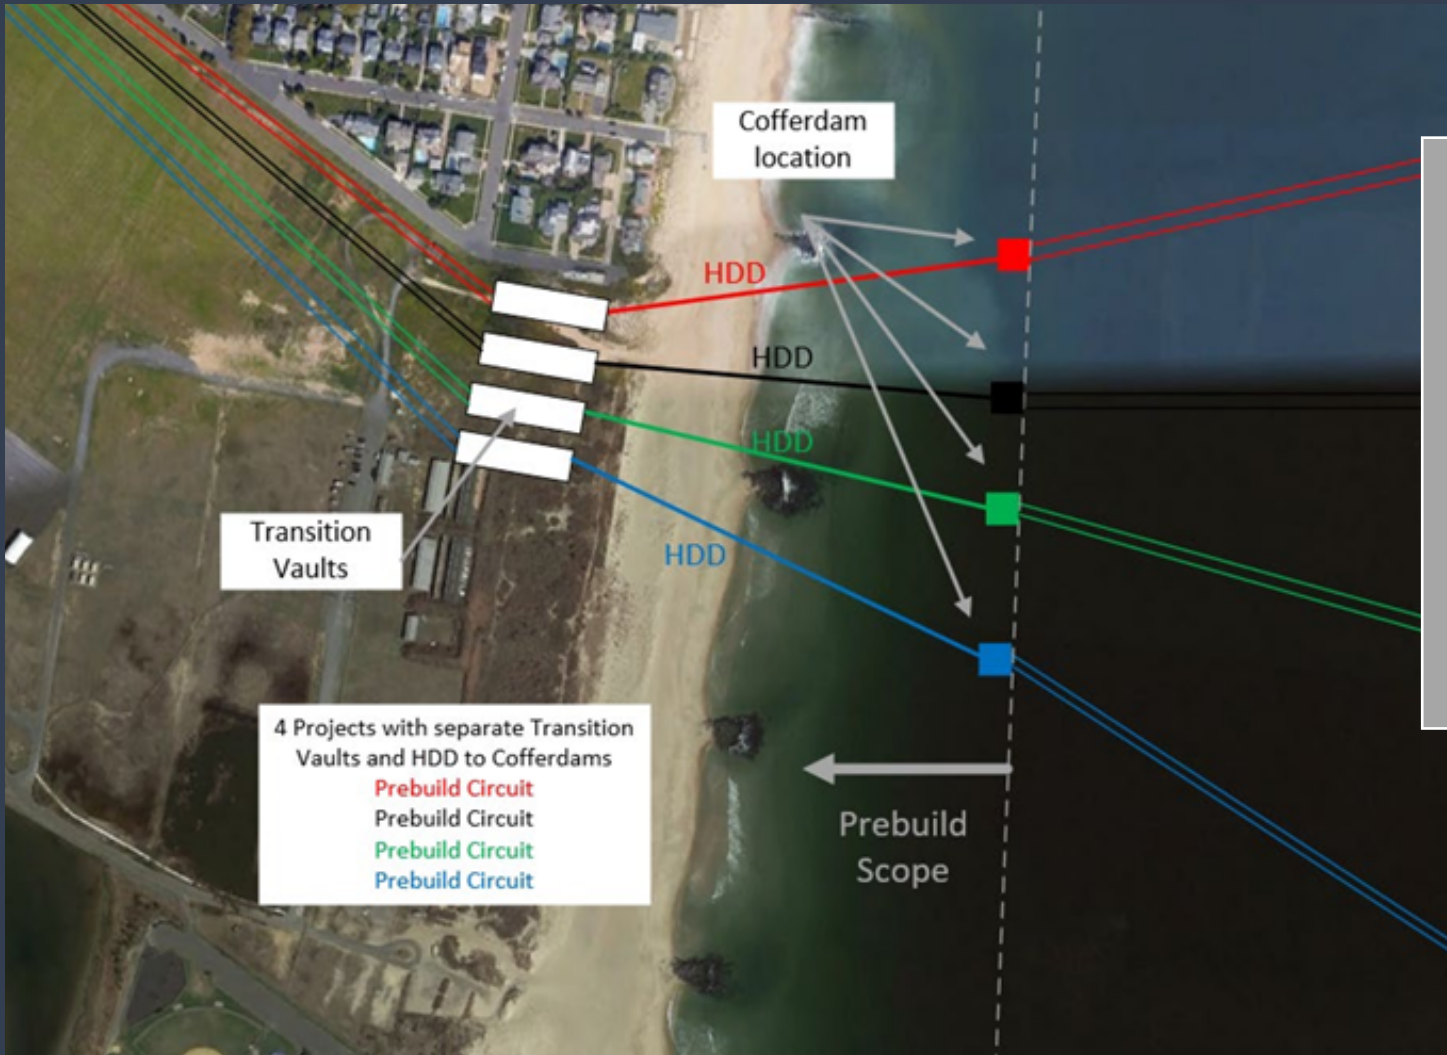 Cofferdam
location
HDD
HDD
HDD
HDD
Transition
Vaults
4 Projects with separate Transition
Vaults and HDD to Cofferdams
Prebuild Circuit
Prebuild Circuit
Prebuild Circuit
Prebuild Circuit
Prebuild
Scope